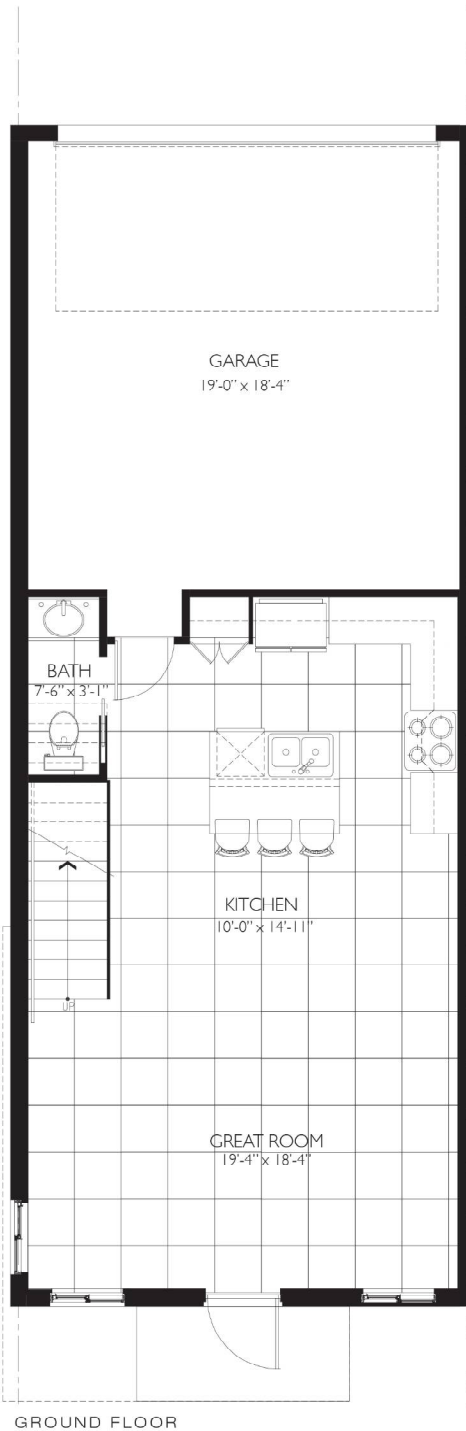 GARAGE
19'-0" x 18'-4"
BATH
7'-6" x 3'-1"
KITCHEN
10'-0" x 14'-11"
UP
GREAT ROOM
19'-4" x 18'-4"
GROUND FLOOR